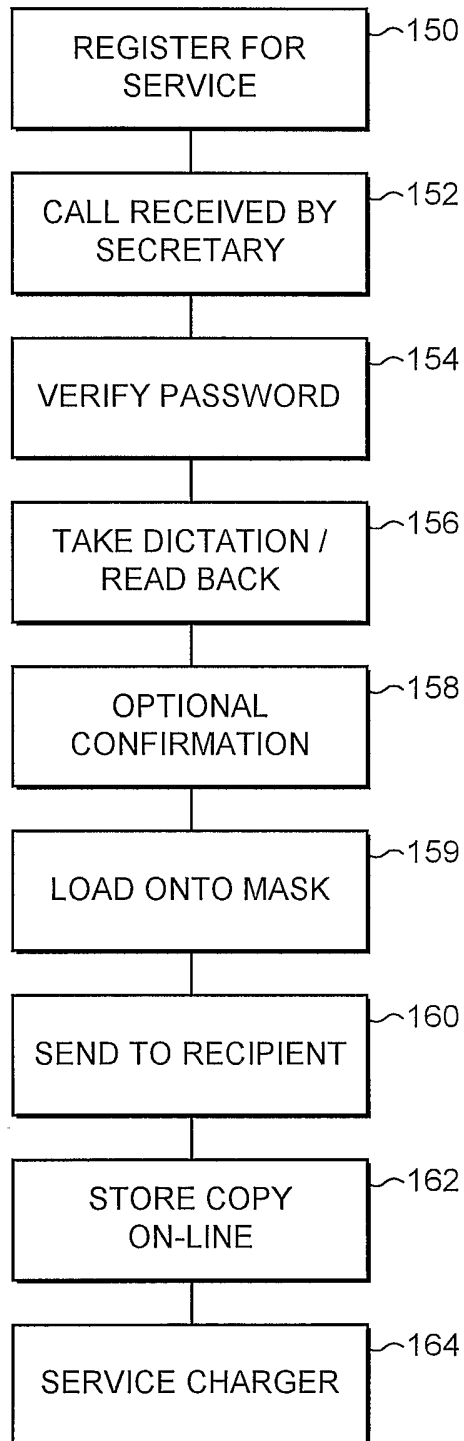 150
REGISTER FOR
SERVICE
152
CALL RECEIVED BY
SECRETARY
154
VERIFY PASSWORD
156
TAKE DICTATION /
READ BACK
158
OPTIONAL
CONFIRMATION
159
LOAD ONTO MASK
160
SEND TO RECIPIENT
162
STORE COPY
ON-LINE
164
SERVICE CHARGER